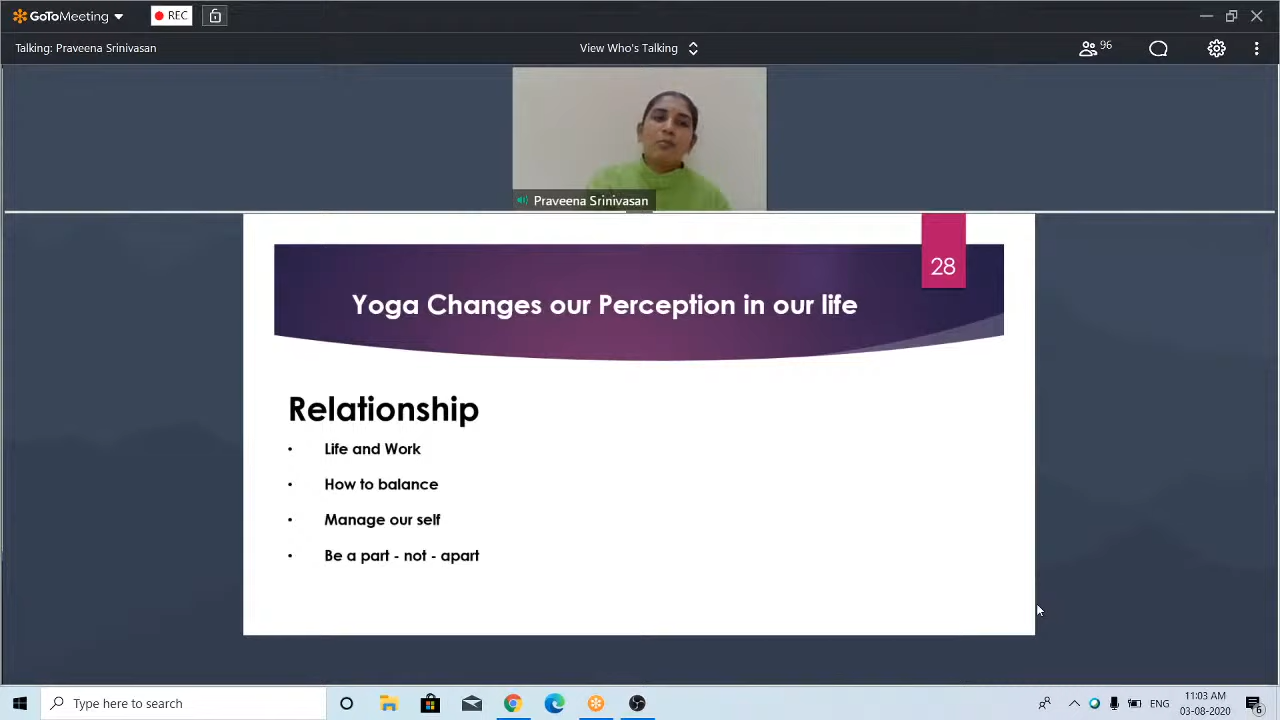 GoToMeeting
REC
Talking: Praveena Srinivasan
View Who's Talking
96
Praveena Srinivasan
28
Yoga Changes our Perception in our life
Relationship
• Life and Work
• How to balance
• Manage our self
• Be a part - not - apart
Type here to search
ENG
11:03 AM
03-08-2020
6